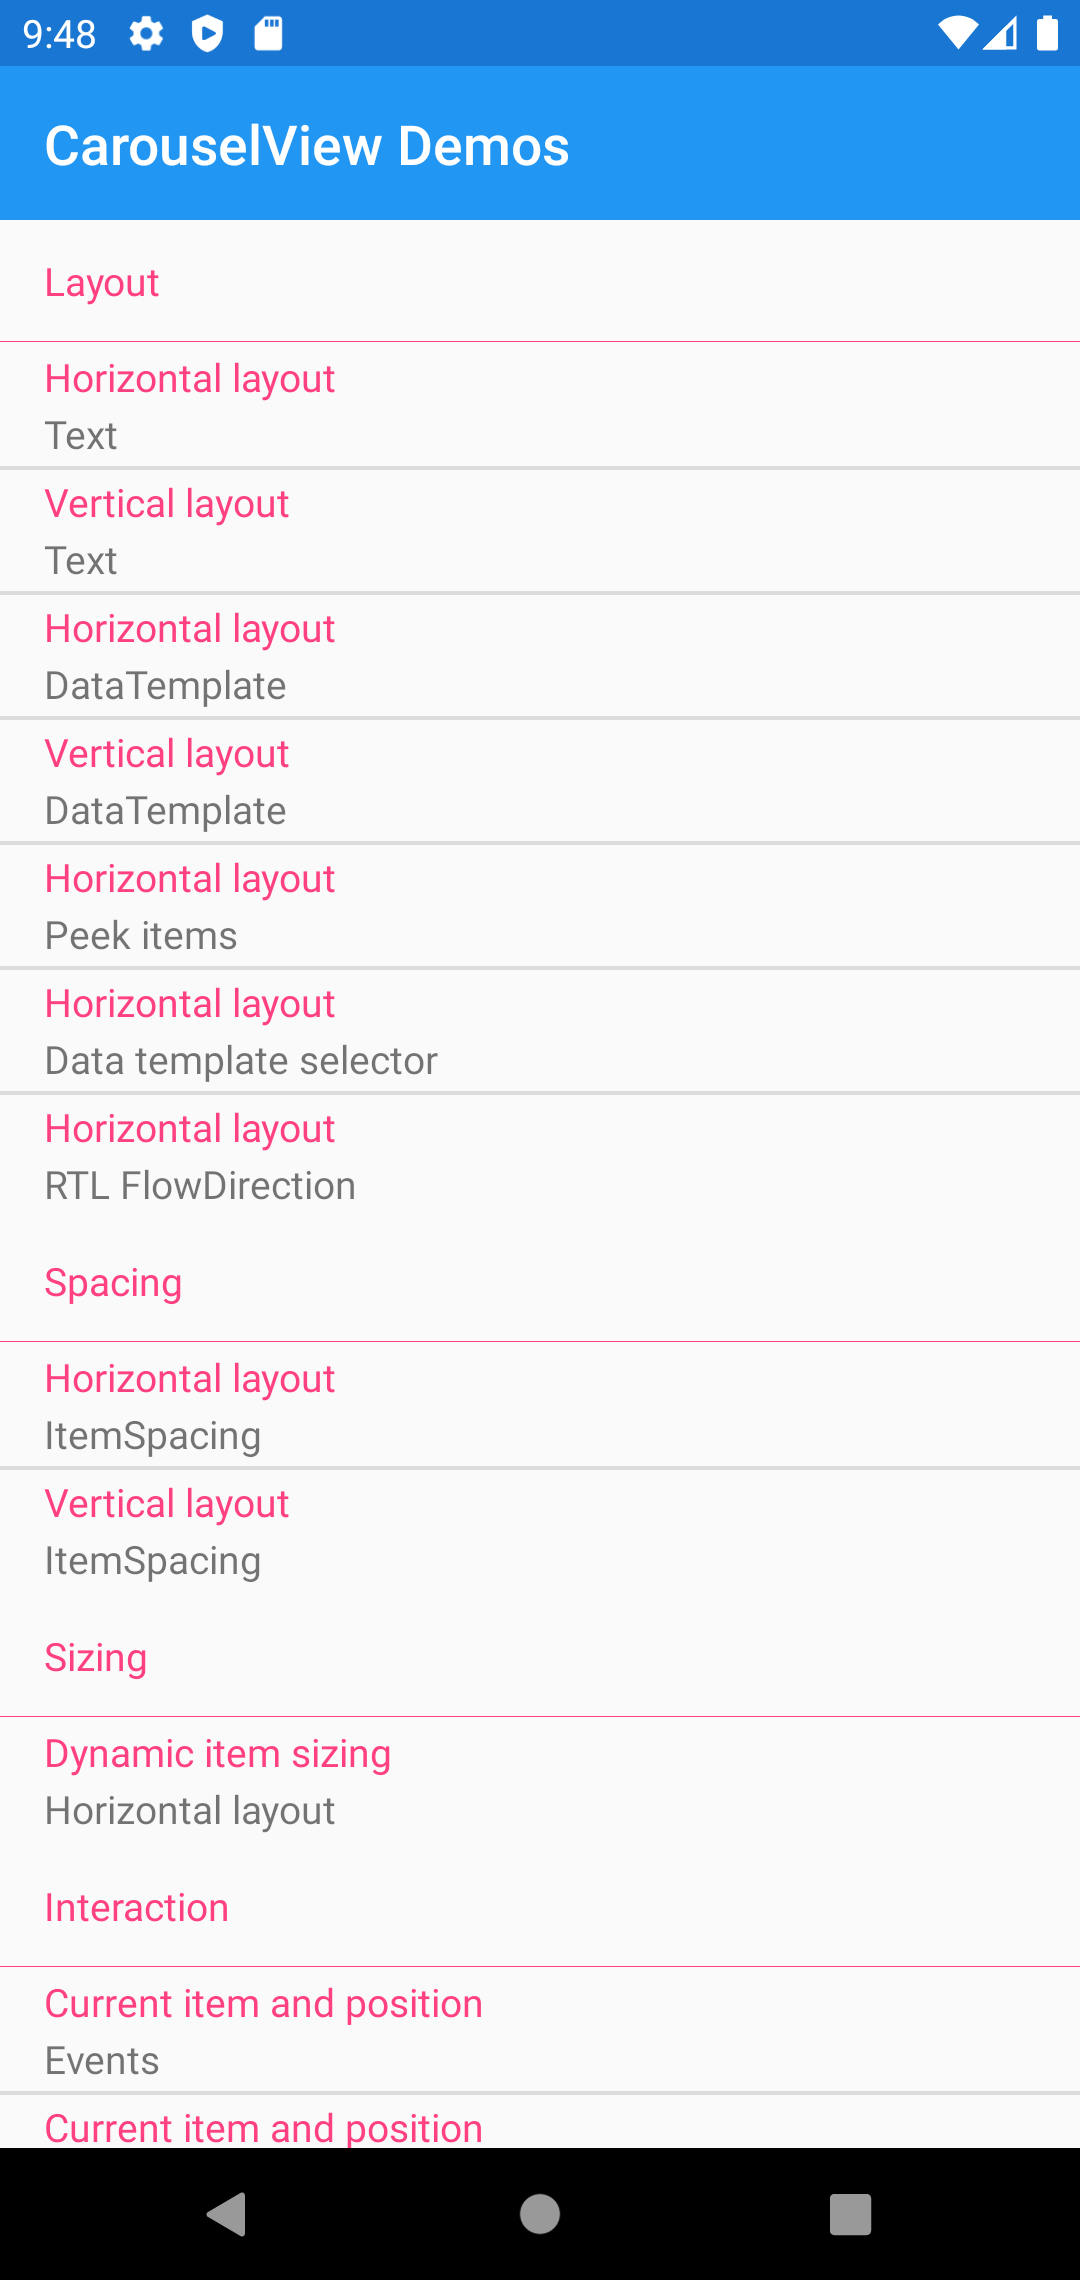 9:48
CarouselView Demos
Layout
Horizontal layout
Text
Vertical layout
Text
Horizontal layout
DataTemplate
Vertical layout
DataTemplate
Horizontal layout
Peek items
Horizontal layout
Data template selector
Horizontal layout
RTL FlowDirection
Spacing
Horizontal layout
ItemSpacing
Vertical layout
ItemSpacing
Sizing
Dynamic item sizing
Horizontal layout
Interaction
Current item and position
Events
Current item and position